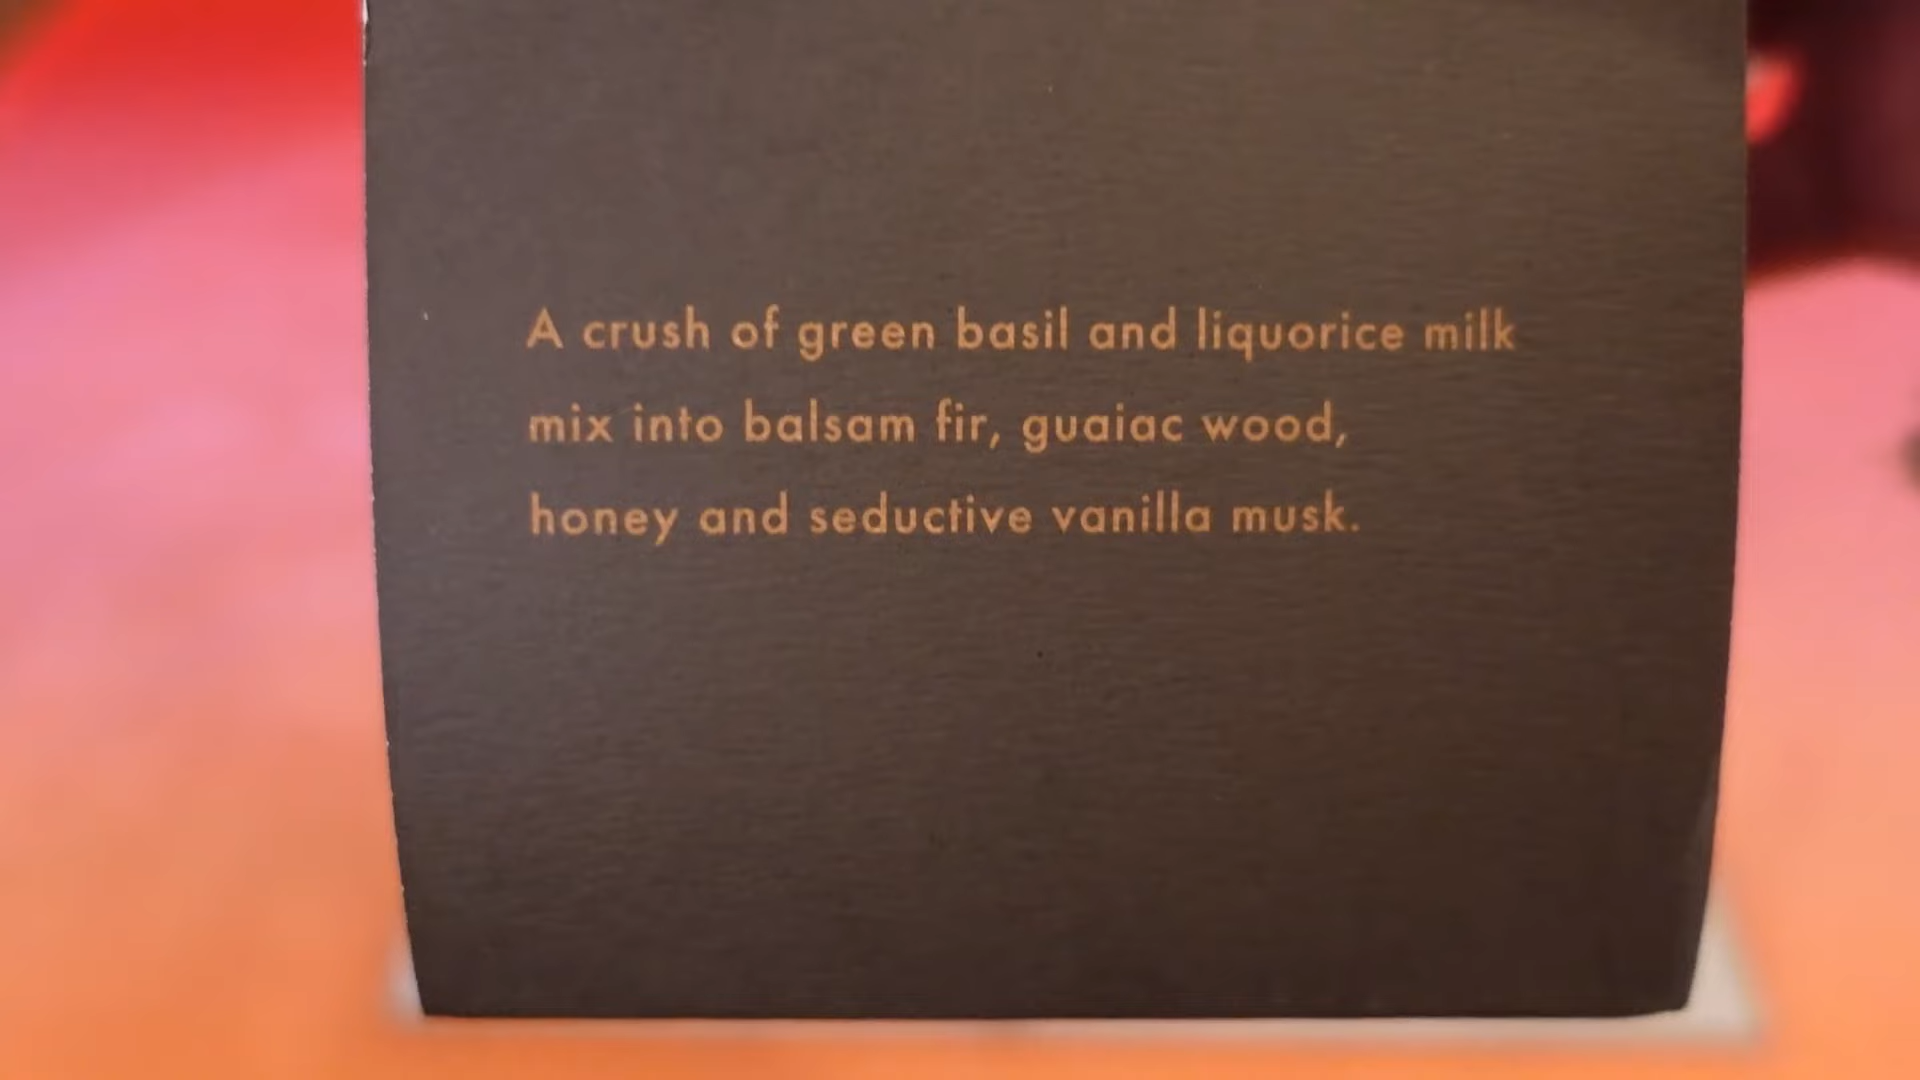 A crush of green basil and liquorice milk
mix into balsam fir, guaiac wood,
honey and seductive vanilla musk.